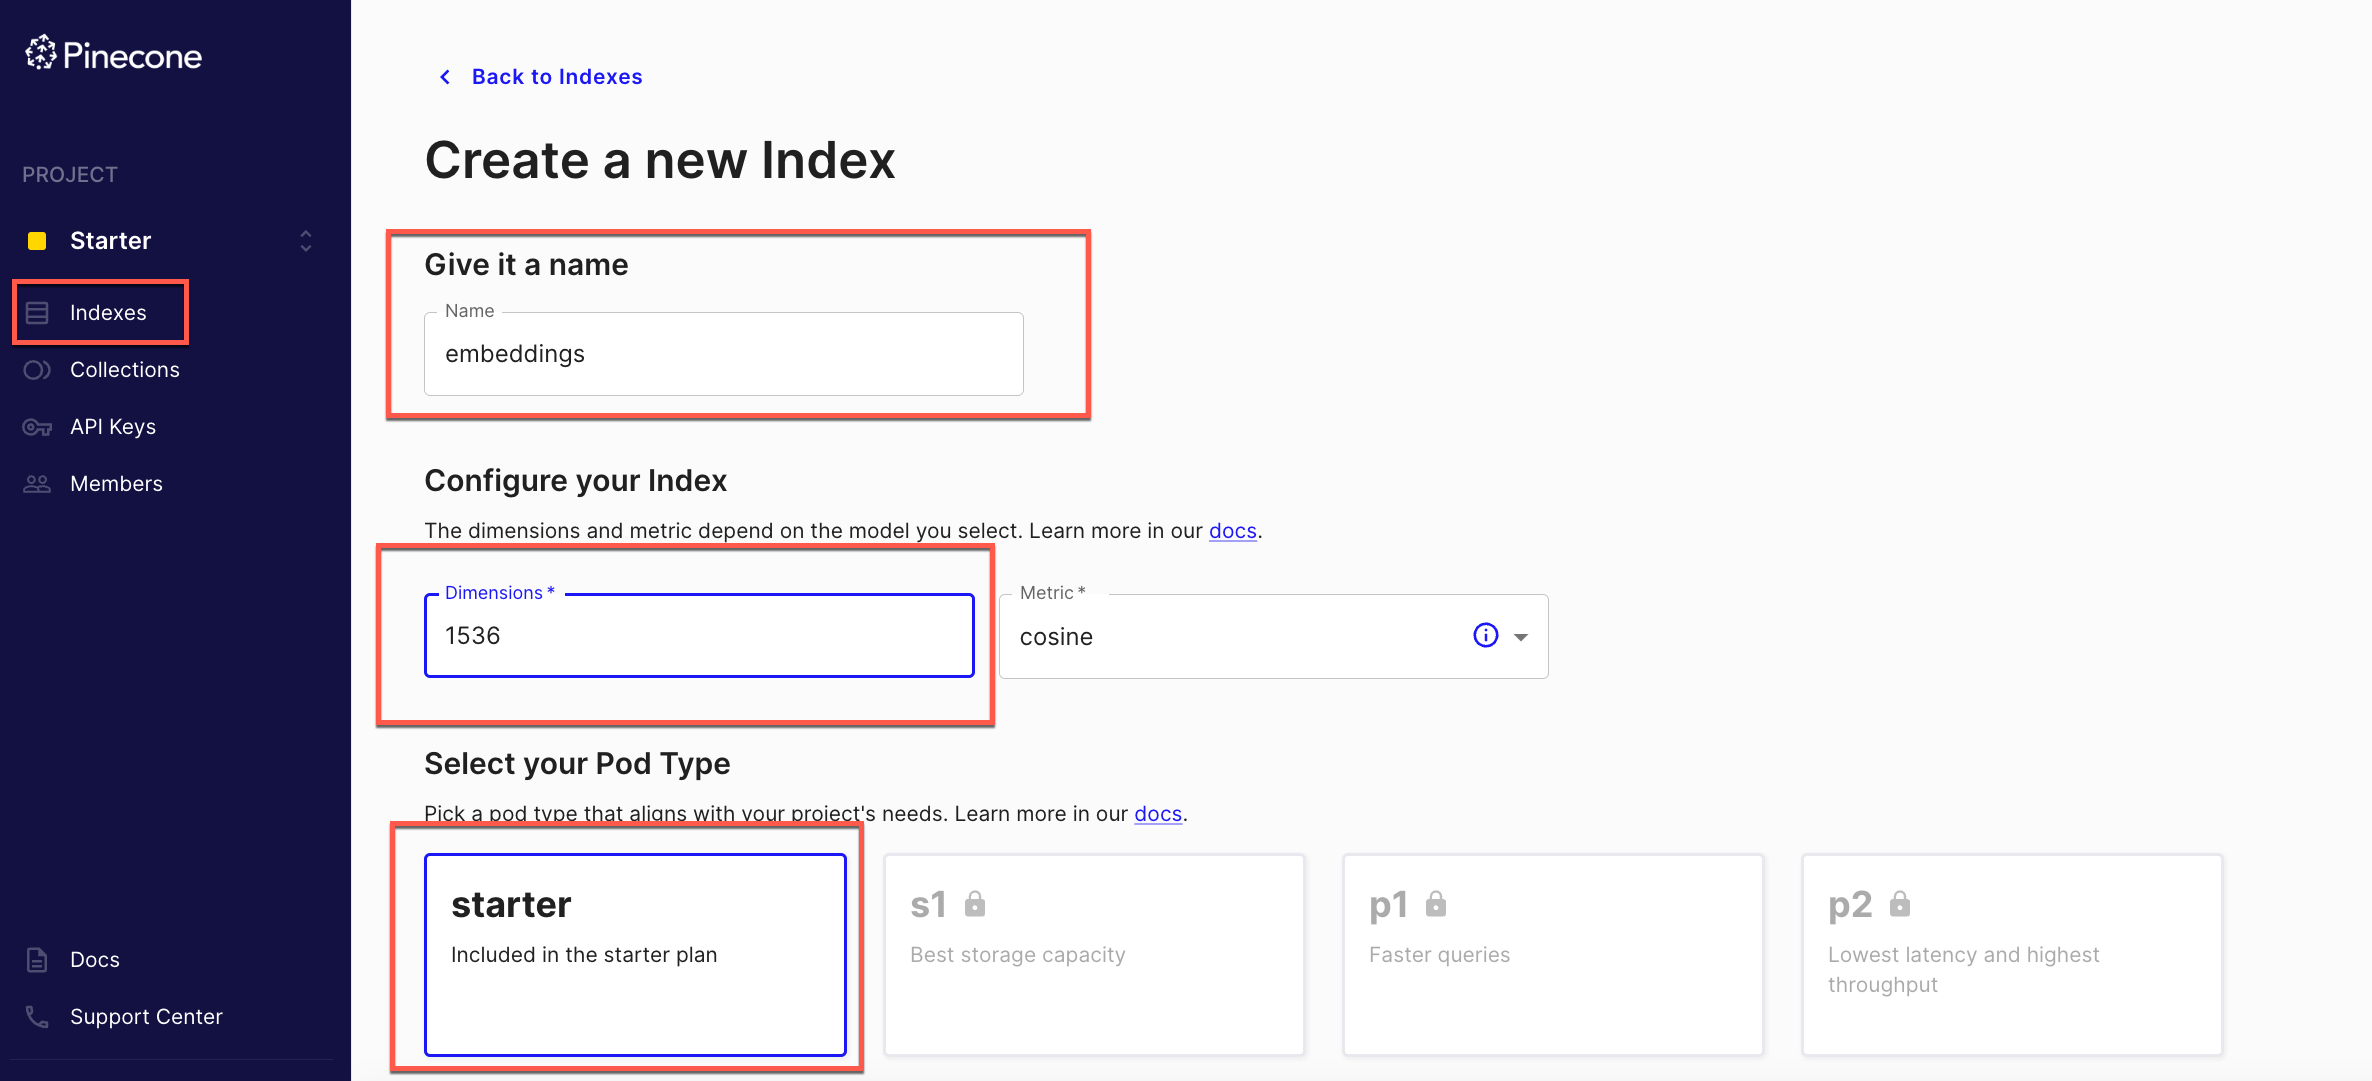 Pinecone
PROJECT
Starter
Indexes
Collections
API Keys
Members
Docs
Support Center
Back to Indexes
Create a new Index
Give it a name
Name
embeddings
Configure your Index
The dimensions and metric depend on the model you select. Learn more in our docs.
Dimensions *
1536
Metric *
cosine
Select your Pod Type
Pick a pod type that aligns with your project's needs. Learn more in our docs.
starter
Included in the starter plan
s1
Best storage capacity
p1
Faster queries
p2
Lowest latency and highest
throughput